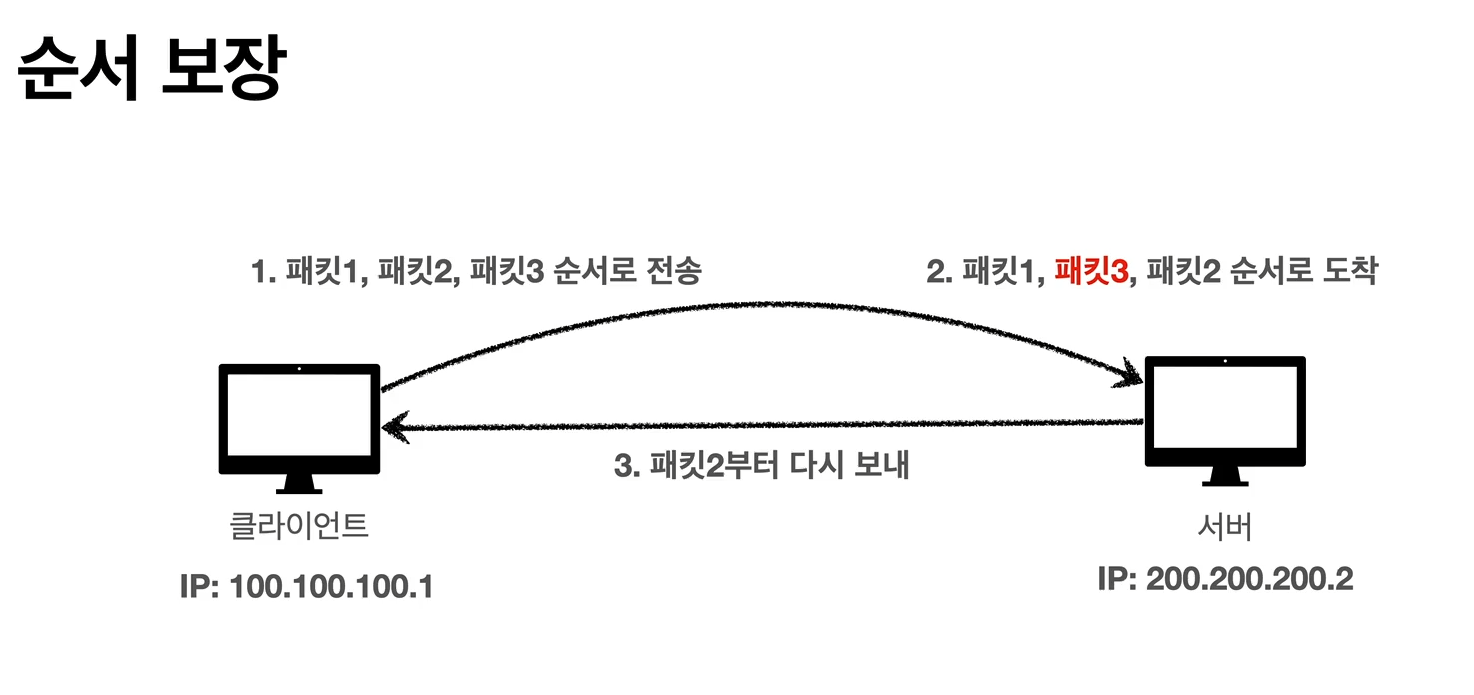 순서 보장
1. 패킷1, 패킷2, 패킷3 순서로 전송
2. 패킷1, 패킷3, 패킷2 순서로 도착
3. 패킷2부터 다시 보내
클라이언트
서버
IP: 100.100.100.1
IP: 200.200.200.2